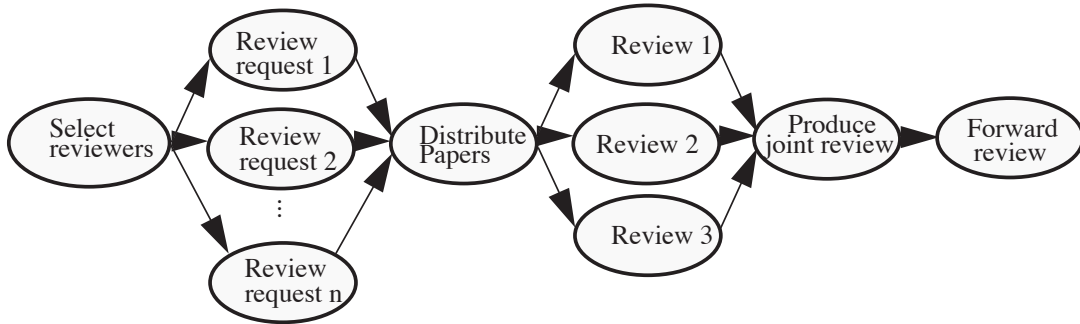 Select
reviewers
Review
request 1
Review
request 2
⋮
Review
request n
Distribute
Papers
Review 1
Review 2
Review 3
Produce
joint review
Forward
review